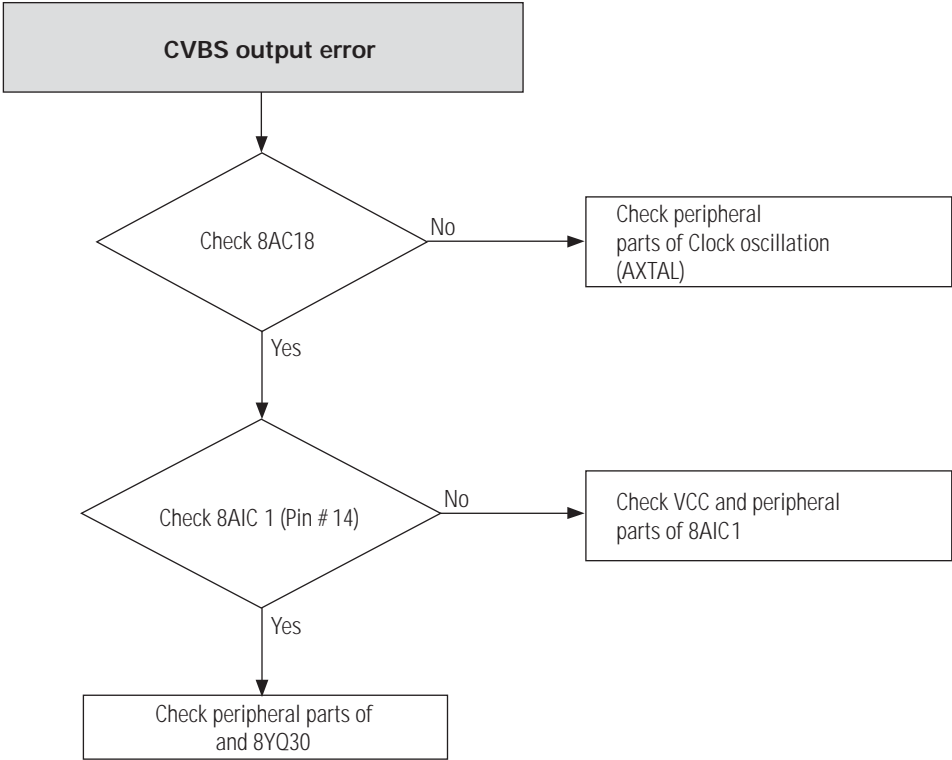 CVBS output error
Check 8AC18
No
Check peripheral
parts of Clock oscillation
(AXTAL)
Yes
Check 8AIC 1 (Pin # 14)
No
Check VCC and peripheral
parts of 8AIC1
Yes
Check peripheral parts of
and 8YQ30